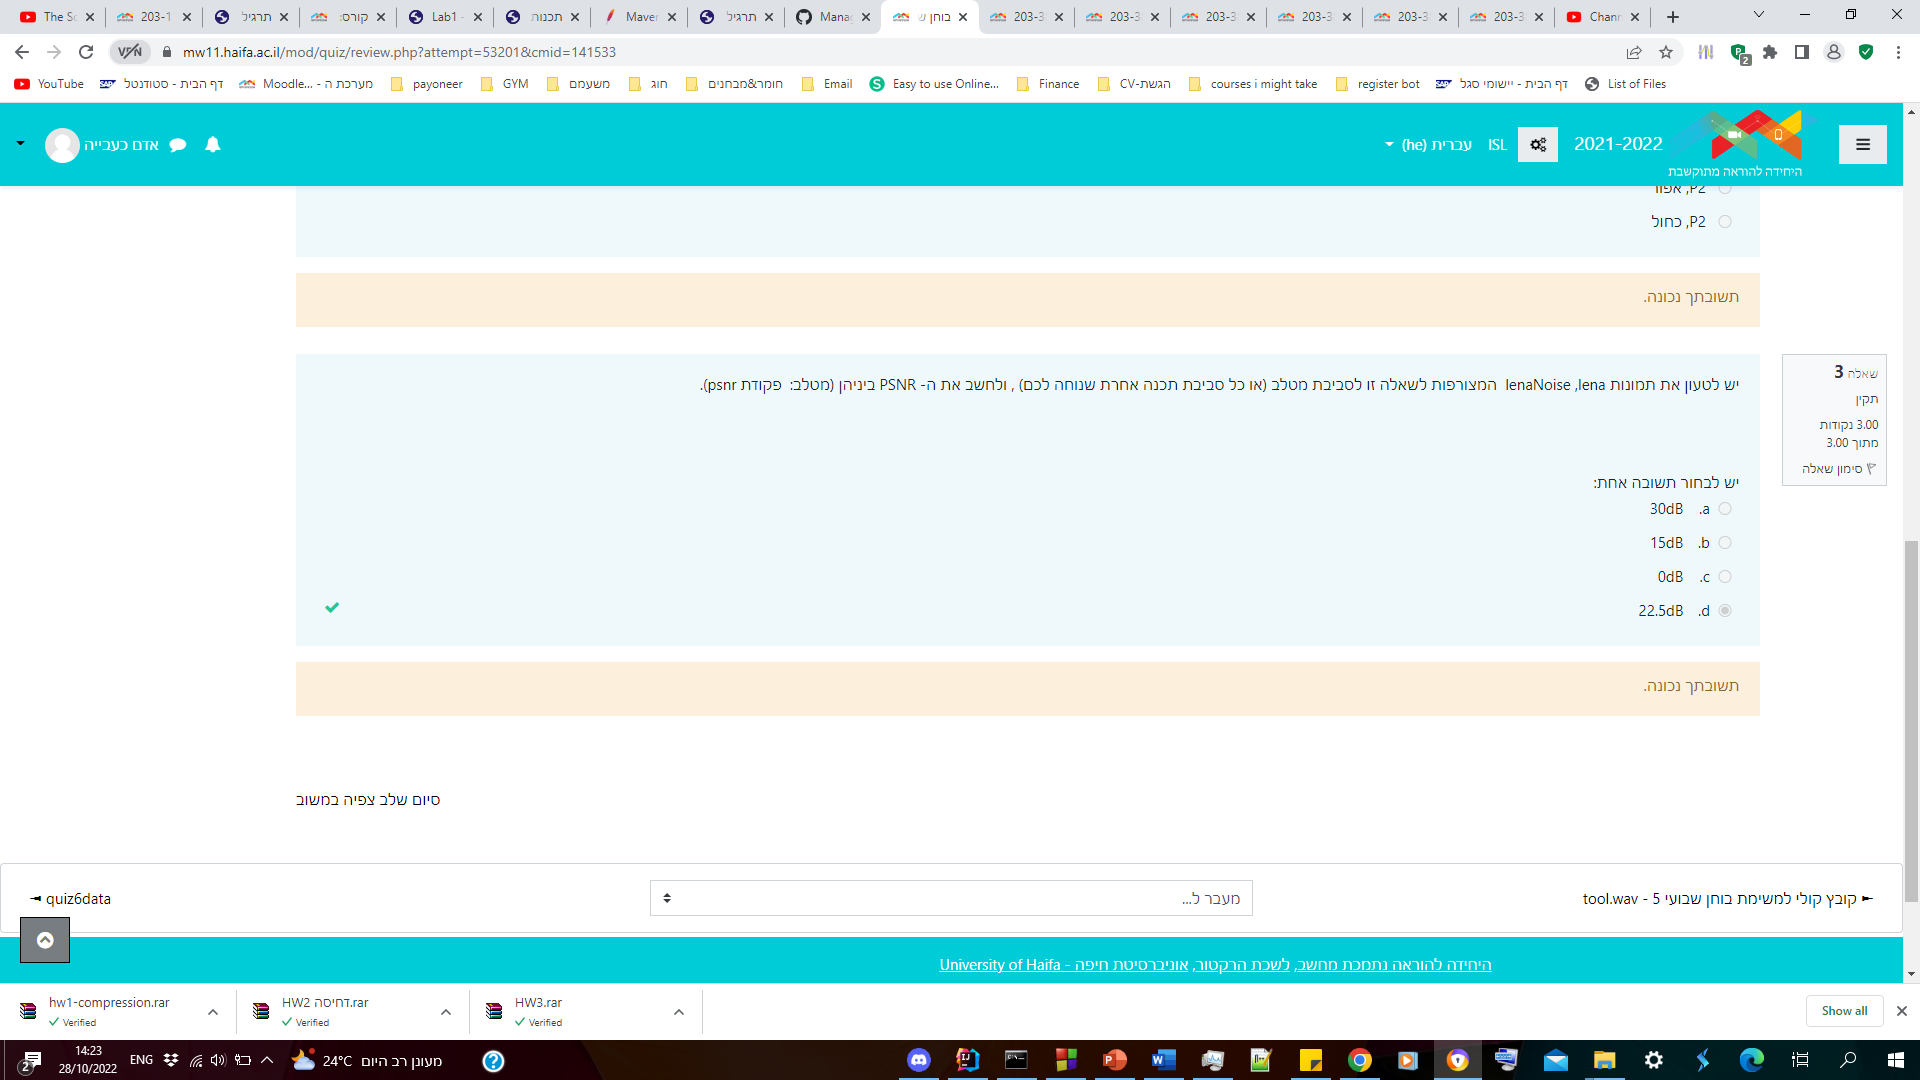 The Sc
203-1
תרגיל
קורס:
Lab1 -
תכנות
Maver
תרגיל
Manag
בוחן ש
203-3
203-3
203-3
203-3
203-3
203-3
Chann
VPN
mw11.haifa.ac.il/mod/quiz/review.php?attempt=53201&cmid=141533
2
YouTube
דף הבית - סטודנטל
Moodle... - מערכת ה
payoneer
GYM
משעמם
חוג
חומר&מבחנים
Email
Easy to use Online...
Finance
CV-הגשת
courses i might take
register bot
דף הבית - יישומי סגל
List of Files
אדם כעבייה
עברית ‎(he)‎
ISL
2021-2022
היחידה להוראה מתוקשבת
P2, אפור
P2, כחול
תשובתך נכונה.
שאלה 3
תקין
3.00 נקודות
מתוך 3.00
סימון שאלה
יש לטעון את תמונות lenaNoise ,lena המצורפות לשאלה זו לסביבת מטלב (או כל סביבת תכנה אחרת שנוחה לכם) , ולחשב את ה- PSNR ביניהן (מטלב: פקודת psnr).
יש לבחור תשובה אחת:
a. 30dB
b. 15dB
c. 0dB
d. 22.5dB
תשובתך נכונה.
סיום שלב צפיה במשוב
קובץ קולי למשימת בוחן שבועי 5 - tool.wav
מעבר ל...
quiz6data
היחידה להוראה נתמכת מחשב, לשכת הרקטור, אוניברסיטת חיפה - University of Haifa
hw1-compression.rar
Verified
HW2 דחיסה.rar
Verified
HW3.rar
Verified
Show all
2
14:23
28/10/2022
ENG
24°C מעונן רב היום